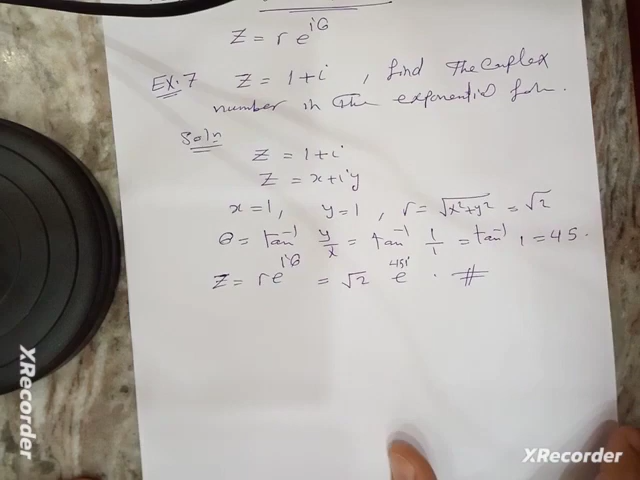 Z = r e^{iθ}
Ex: 7 Z = 1+i , find The Complex
number in The exponential form.
Soln
Z = 1+i
Z = x+iy
x=1, y=1, r= √x²+y² = √2
θ = tan⁻¹ y/x = tan⁻¹ 1/1 = tan⁻¹ 1 = 45.
Z = r e^{iθ} = √2 e^{45i} . #
XRecorder
XRecorder